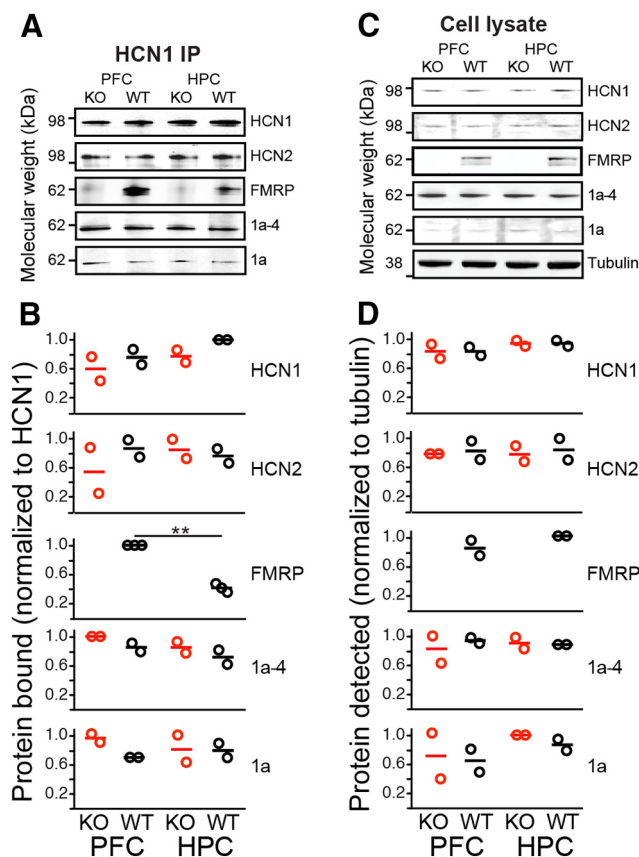 A
HCN1 IP
PFC HPC
KO WT KO WT
Molecular weight (kDa)
98 HCN1
98 HCN2
62 FMRP
62 1a-4
62 1a
B
Protein bound (normalized to HCN1)
1.0
0.6
0.2
HCN1
1.0
0.6
0.2
HCN2
1.0
0.6
0.2
**
FMRP
1.0
0.6
0.2
1a-4
1.0
0.6
0.2
1a
KO WT KO WT
PFC HPC
C
Cell lysate
PFC HPC
KO WT KO WT
Molecular weight (kDa)
98 HCN1
98 HCN2
62 FMRP
62 1a-4
62 1a
38 Tubulin
D
Protein detected (normalized to tubulin)
1.0
0.6
0.2
HCN1
1.0
0.6
0.2
HCN2
1.0
0.6
0.2
FMRP
1.0
0.6
0.2
1a-4
1.0
0.6
0.2
1a
KO WT KO WT
PFC HPC